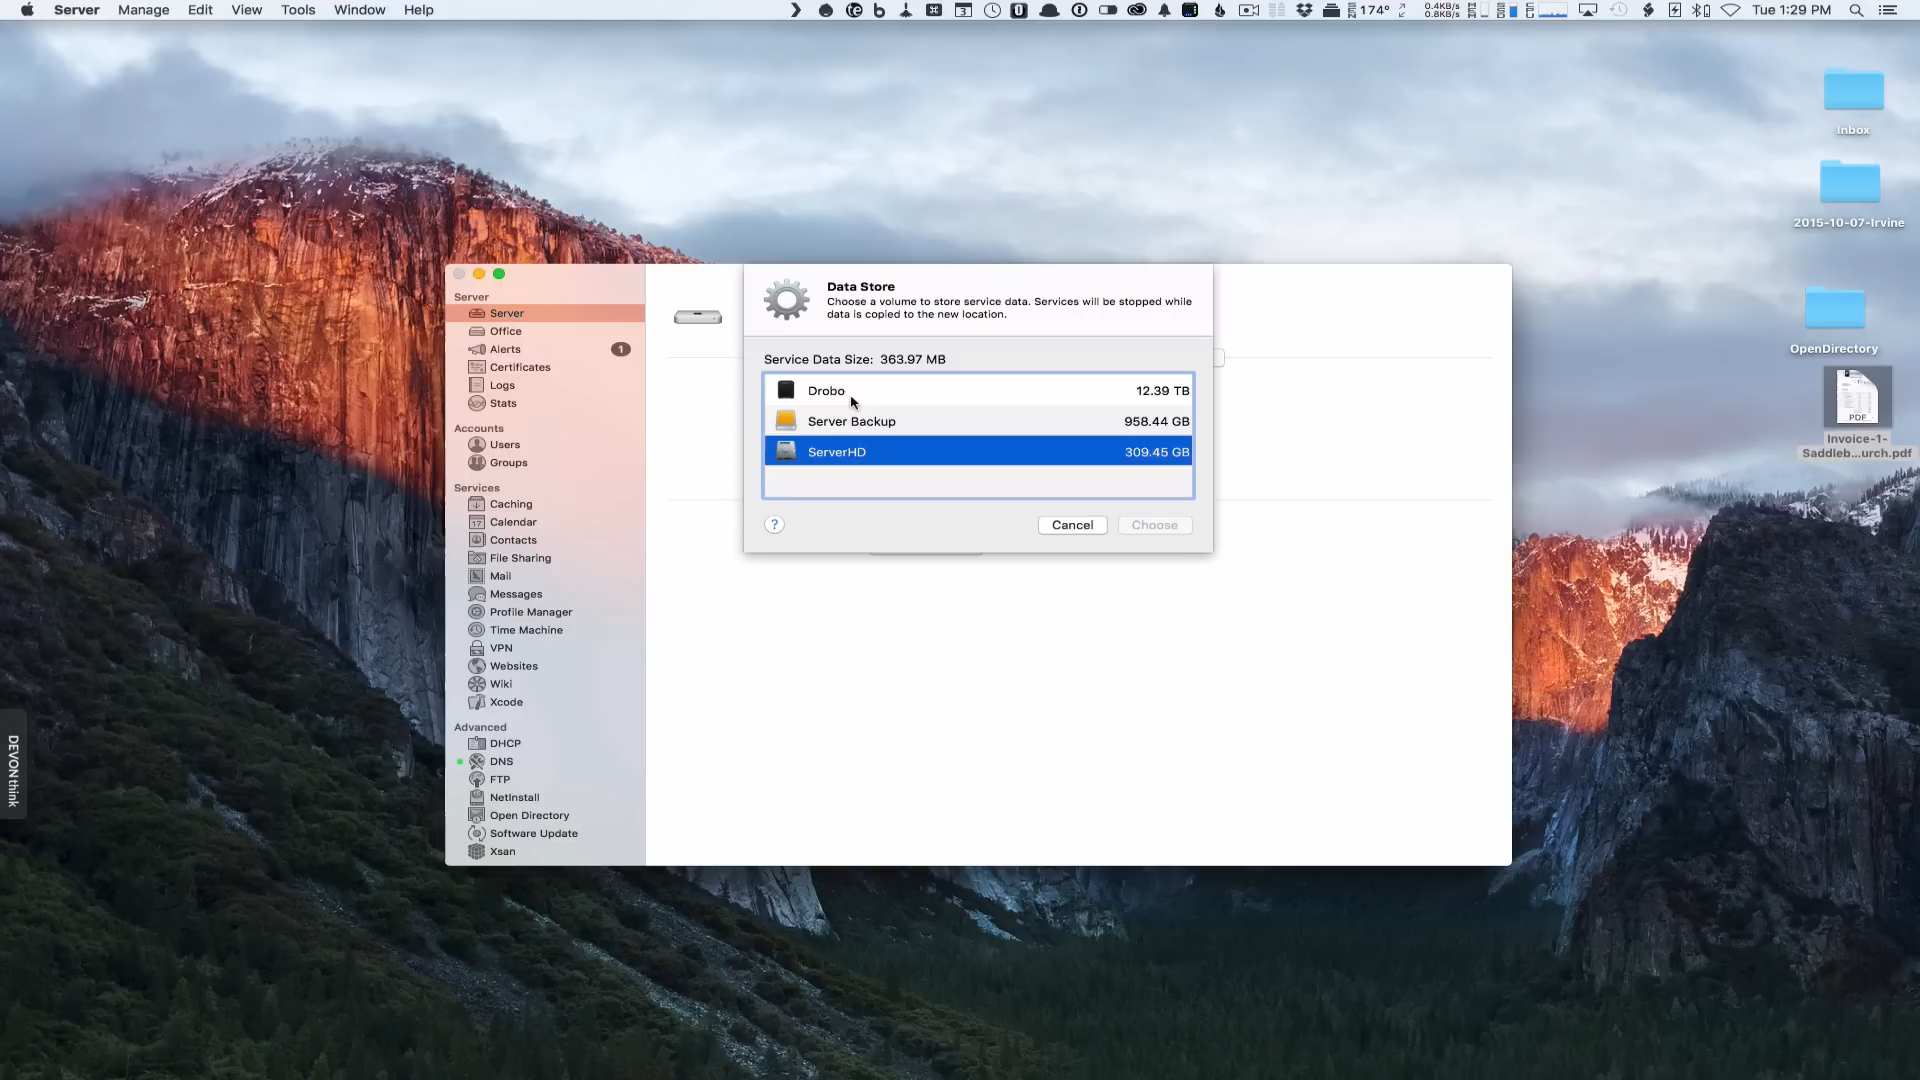 Server Manage Edit View Tools Window Help
174° 0.4KB/s
0.8KB/s
Tue 1:29 PM
Inbox
2015-10-07-Irvine
OpenDirectory
PDF
Invoice-1-
Saddleb...urch.pdf
DEVONthink
Server
Server
Office
Alerts 1
Certificates
Logs
Stats
Accounts
Users
Groups
Services
Caching
17 Calendar
Contacts
File Sharing
Mail
Messages
Profile Manager
Time Machine
VPN
Websites
Wiki
Xcode
Advanced
DHCP
DNS
FTP
NetInstall
Open Directory
Software Update
Xsan
Data Store
Choose a volume to store service data. Services will be stopped while
data is copied to the new location.
Service Data Size: 363.97 MB
Drobo 12.39 TB
Server Backup 958.44 GB
ServerHD 309.45 GB
? Cancel Choose